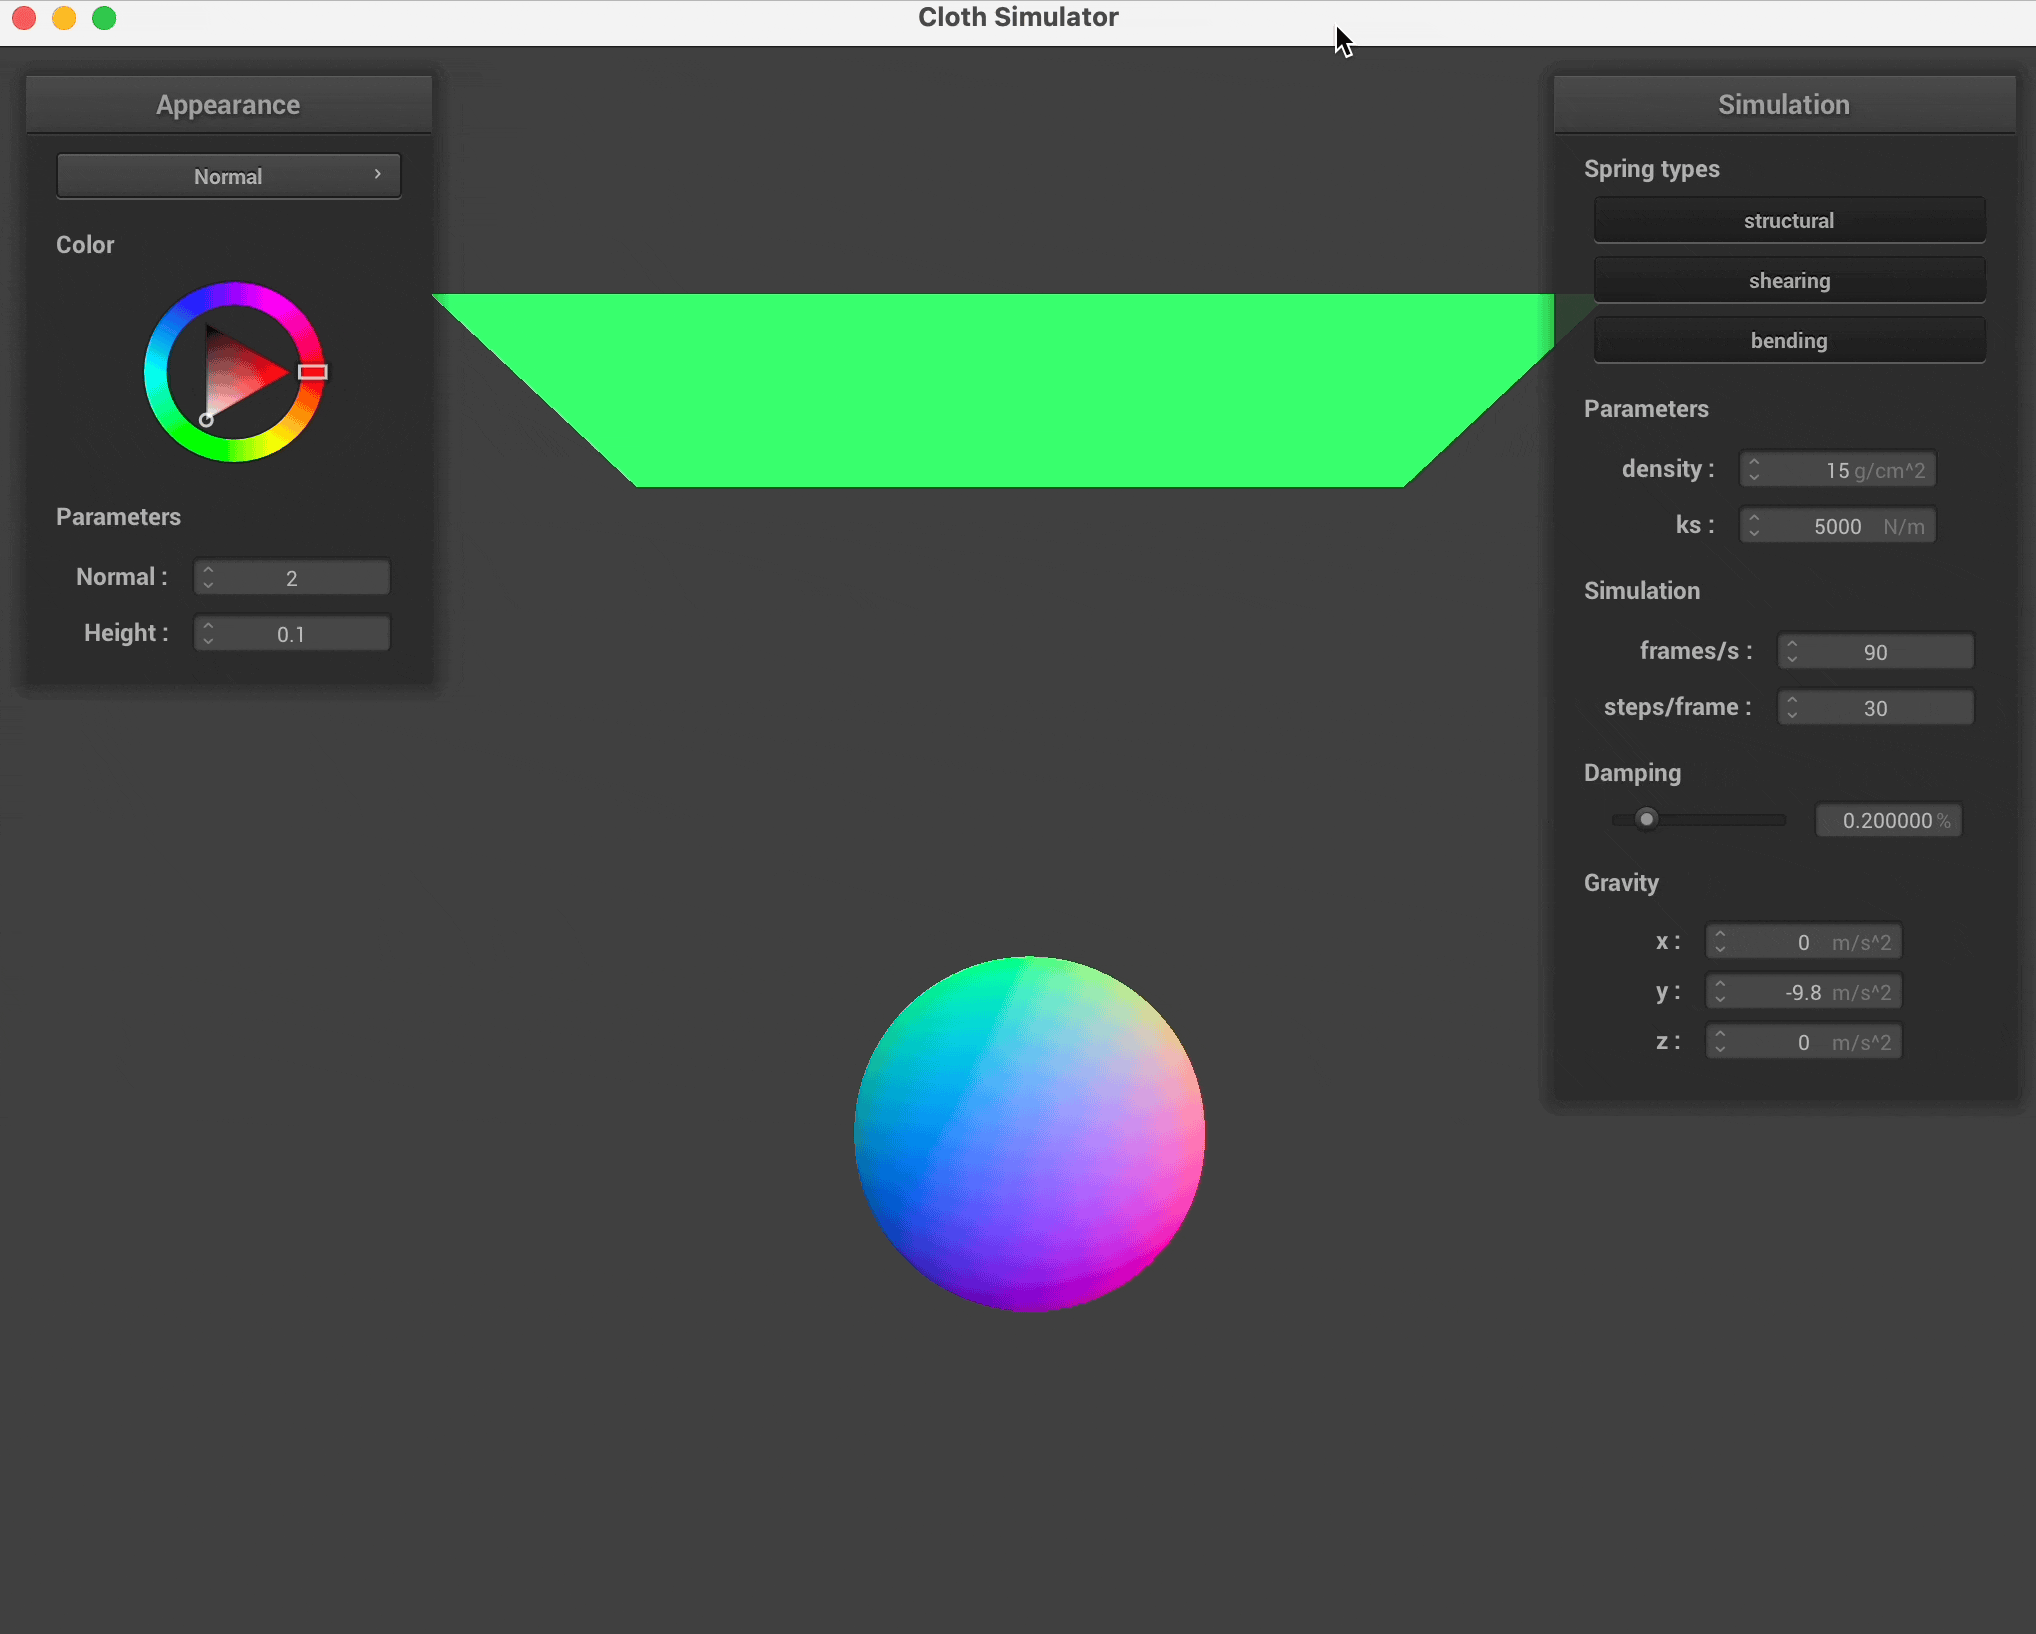 Cloth Simulator
Appearance
Normal
Color
Parameters
Normal : 2
Height : 0.1
Simulation
Spring types
structural
shearing
bending
Parameters
density : 15 g/cm^2
ks : 5000 N/m
Simulation
frames/s : 90
steps/frame : 30
Damping
0.200000 %
Gravity
x : 0 m/s^2
y : -9.8 m/s^2
z : 0 m/s^2